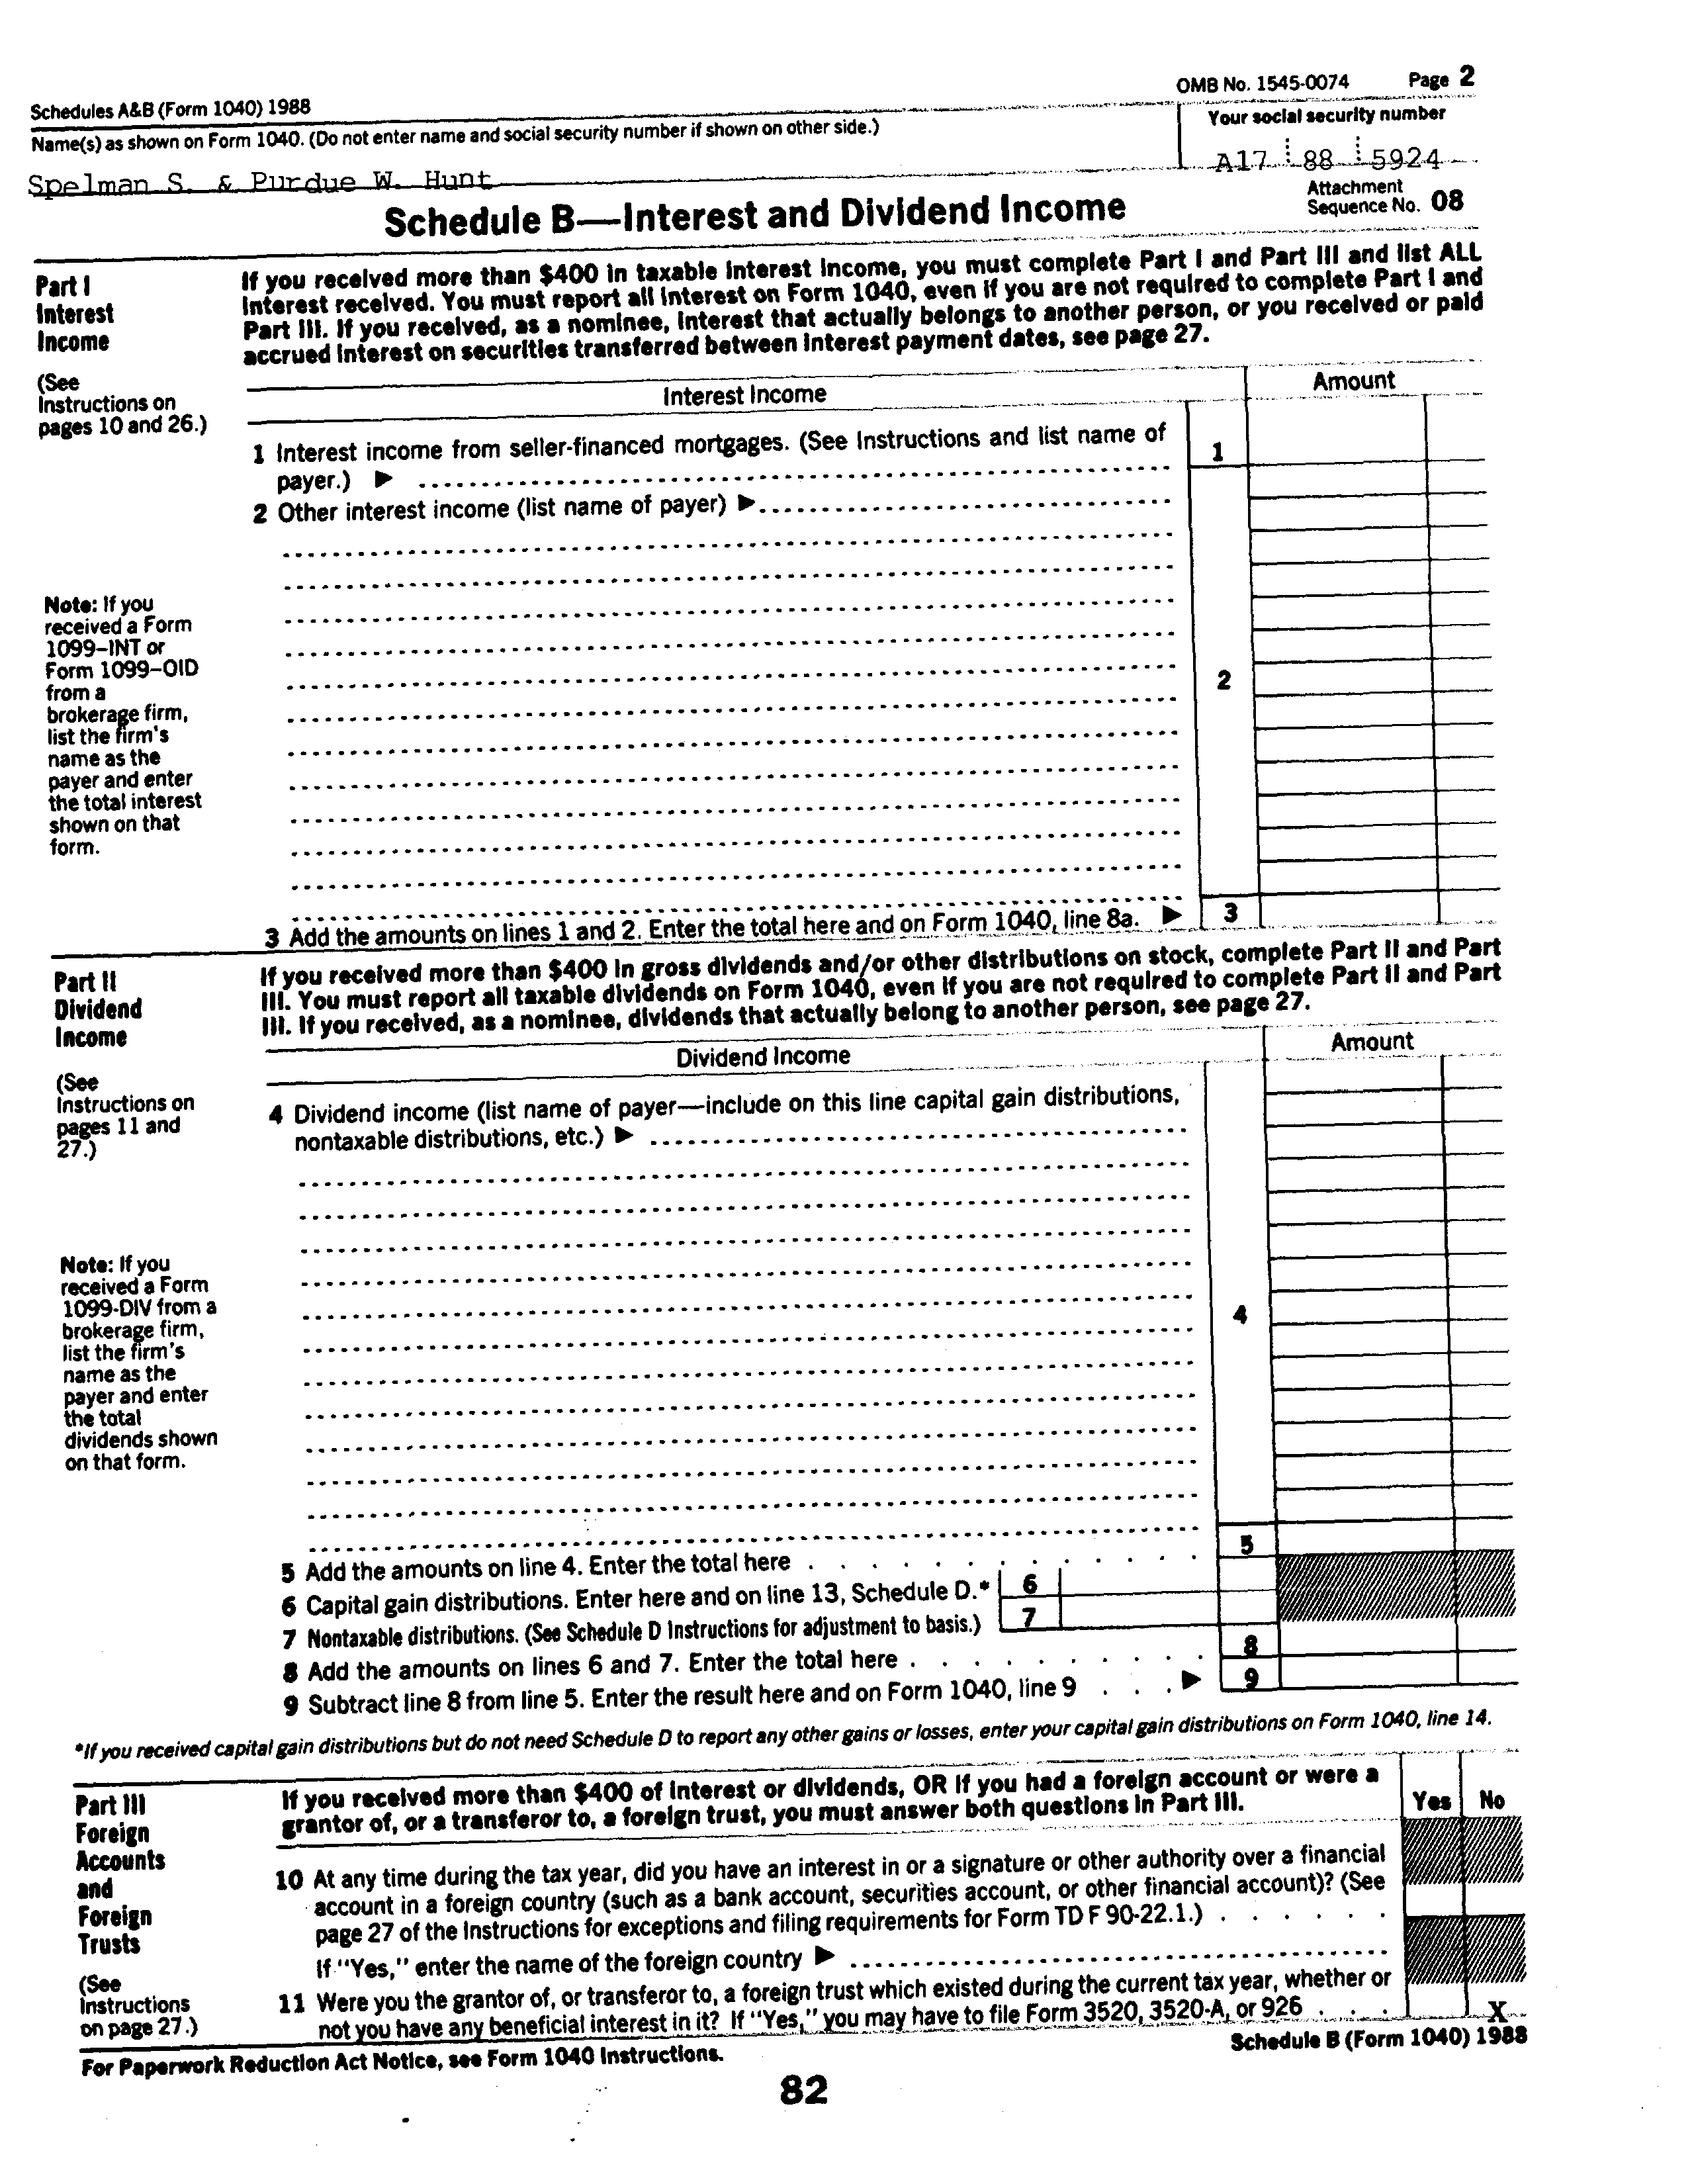 OMB No. 1545-0074 Page 2
Schedules A&B (Form 1040) 1988
Name(s) as shown on Form 1040. (Do not enter name and social security number if shown on other side.)
Your social security number
Spelman S. & Purdue W. Hunt
A17 88 5924
Schedule B—Interest and Dividend Income
Attachment
Sequence No. 08
Part I
Interest
Income
(See
Instructions on
pages 10 and 26.)
If you received more than $400 in taxable interest income, you must complete Part I and Part III and list ALL
interest received. You must report all interest on Form 1040, even if you are not required to complete Part I and
Part III. If you received, as a nominee, interest that actually belongs to another person, or you received or paid
accrued interest on securities transferred between interest payment dates, see page 27.
Interest Income
Amount
1 Interest income from seller-financed mortgages. (See Instructions and list name of
payer.) ▶
1
2 Other interest income (list name of payer) ▶
Note: If you
received a Form
1099–INT or
Form 1099–OID
from a
brokerage firm,
list the firm's
name as the
payer and enter
the total interest
shown on that
form.
2
3 Add the amounts on lines 1 and 2. Enter the total here and on Form 1040, line 8a. ▶
3
Part II
Dividend
Income
(See
Instructions on
pages 11 and
27.)
If you received more than $400 in gross dividends and/or other distributions on stock, complete Part II and Part
III. You must report all taxable dividends on Form 1040, even if you are not required to complete Part II and Part
III. If you received, as a nominee, dividends that actually belong to another person, see page 27.
Dividend Income
Amount
4 Dividend income (list name of payer—include on this line capital gain distributions,
nontaxable distributions, etc.) ▶
Note: If you
received a Form
1099-DIV from a
brokerage firm,
list the firm's
name as the
payer and enter
the total
dividends shown
on that form.
4
5 Add the amounts on line 4. Enter the total here
5
6 Capital gain distributions. Enter here and on line 13, Schedule D.*
6
7 Nontaxable distributions. (See Schedule D Instructions for adjustment to basis.)
7
8 Add the amounts on lines 6 and 7. Enter the total here
8
9 Subtract line 8 from line 5. Enter the result here and on Form 1040, line 9 . . . ▶
9
*If you received capital gain distributions but do not need Schedule D to report any other gains or losses, enter your capital gain distributions on Form 1040, line 14.
Part III
Foreign
Accounts
and
Foreign
Trusts
(See
Instructions
on page 27.)
If you received more than $400 of interest or dividends, OR if you had a foreign account or were a
grantor of, or a transferor to, a foreign trust, you must answer both questions in Part III.
Yes No
10 At any time during the tax year, did you have an interest in or a signature or other authority over a financial
account in a foreign country (such as a bank account, securities account, or other financial account)? (See
page 27 of the Instructions for exceptions and filing requirements for Form TD F 90-22.1.)
If "Yes," enter the name of the foreign country ▶
11 Were you the grantor of, or transferor to, a foreign trust which existed during the current tax year, whether or
not you have any beneficial interest in it? If "Yes," you may have to file Form 3520, 3520-A, or 926 . . .
X
For Paperwork Reduction Act Notice, see Form 1040 Instructions.
Schedule B (Form 1040) 1988
82